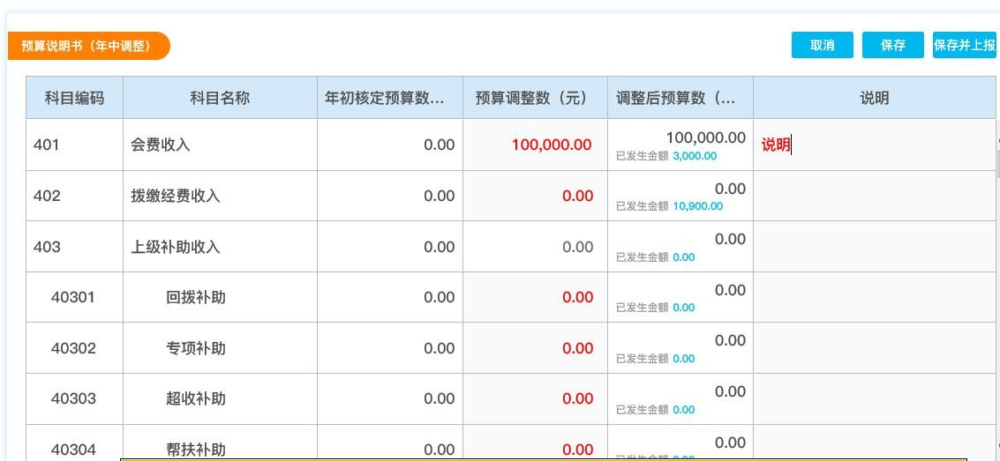 预算说明书（年中调整）
取消 保存 保存并上报
科目编码 科目名称 年初核定预算数... 预算调整数（元） 调整后预算数（... 说明
401 会费收入 0.00 100,000.00 100,000.00 说明
已发生金额 3,000.00
402 拨缴经费收入 0.00 0.00 0.00
已发生金额 10,900.00
403 上级补助收入 0.00 0.00 0.00
已发生金额 0.00
40301 回拨补助 0.00 0.00 0.00
已发生金额 0.00
40302 专项补助 0.00 0.00 0.00
已发生金额 0.00
40303 超收补助 0.00 0.00 0.00
已发生金额 0.00
40304 帮扶补助 0.00 0.00 0.00